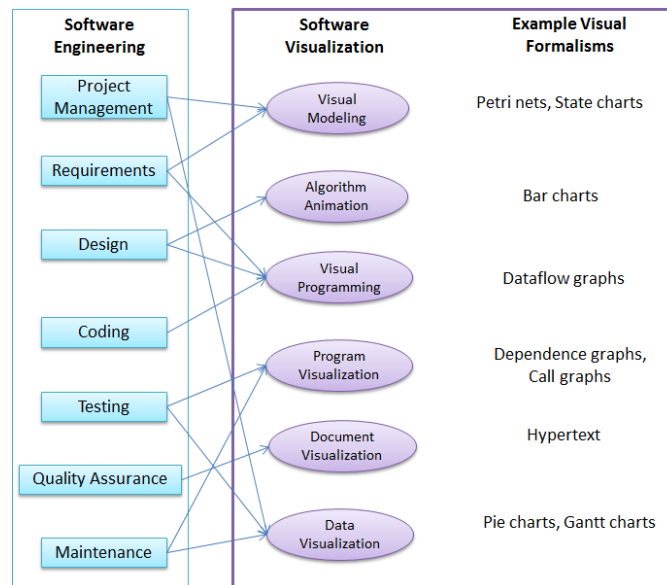 Software
Engineering
Software
Visualization
Example Visual
Formalisms
Project
Management
Visual
Modeling
Petri nets, State charts
Requirements
Algorithm
Animation
Bar charts
Design
Visual
Programming
Dataflow graphs
Coding
Program
Visualization
Dependence graphs,
Call graphs
Testing
Document
Visualization
Hypertext
Quality Assurance
Data
Visualization
Pie charts, Gantt charts
Maintenance